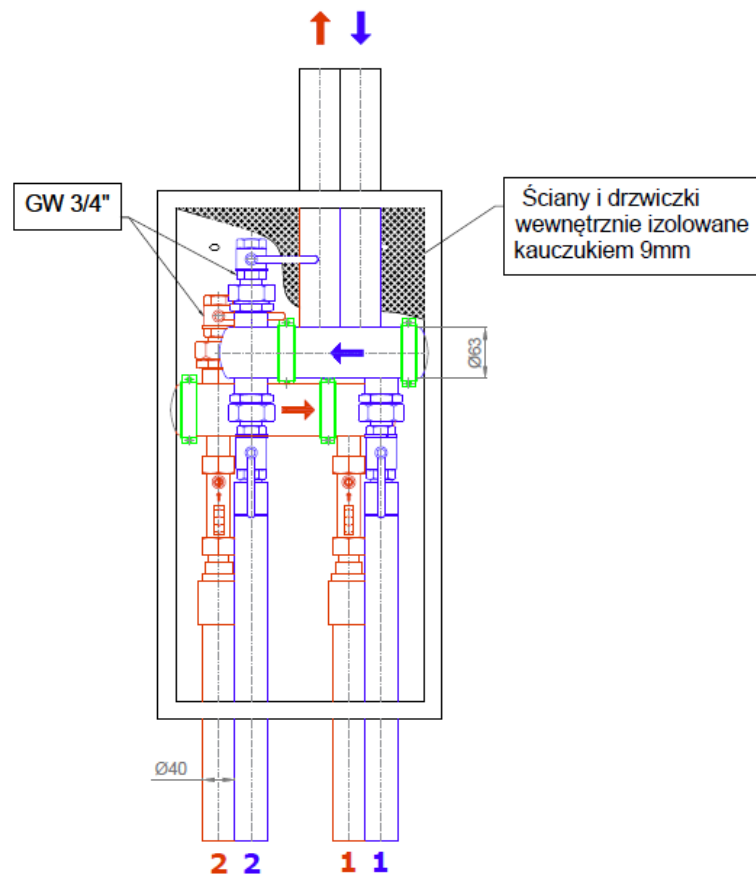 GW 3/4"
Ściany i drzwiczki
wewnętrznie izolowane
kauczukiem 9mm
Ø63
Ø40
2 2 1 1